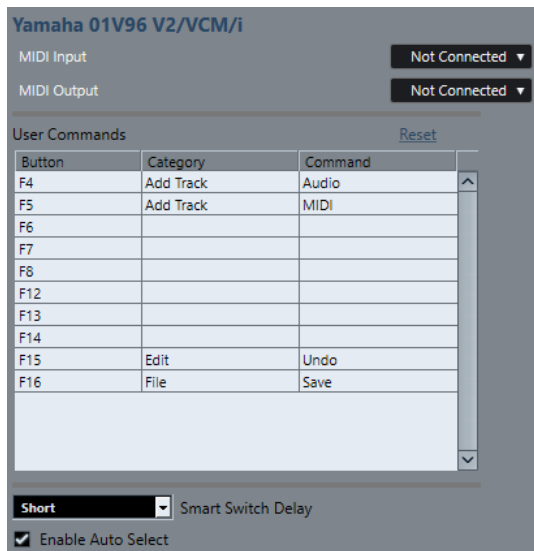 Yamaha 01V96 V2/VCM/i
MIDI Input Not Connected
MIDI Output Not Connected
User Commands Reset
Button Category Command
F4 Add Track Audio
F5 Add Track MIDI
F6
F7
F8
F12
F13
F14
F15 Edit Undo
F16 File Save
Short Smart Switch Delay
Enable Auto Select